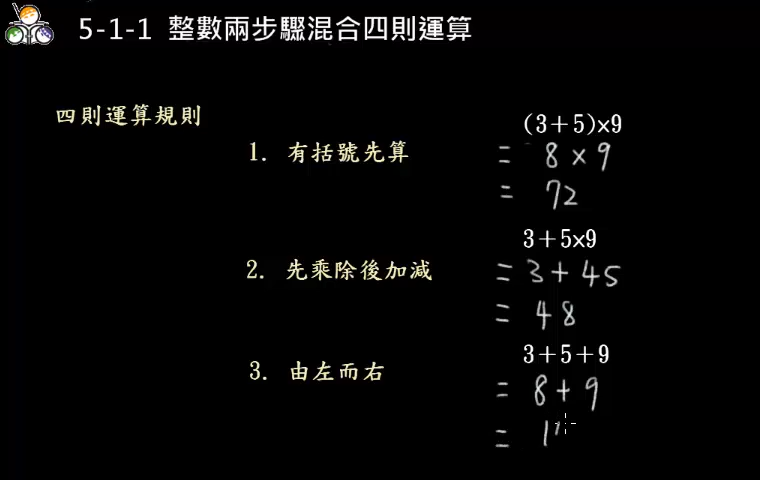 5-1-1 整數兩步驟混合四則運算
四則運算規則
(3+5)×9
1. 有括號先算
= 8 × 9
= 72
3+5×9
2. 先乘除後加減
= 3 + 45
= 48
3+5+9
3. 由左而右
= 8 + 9
= 1